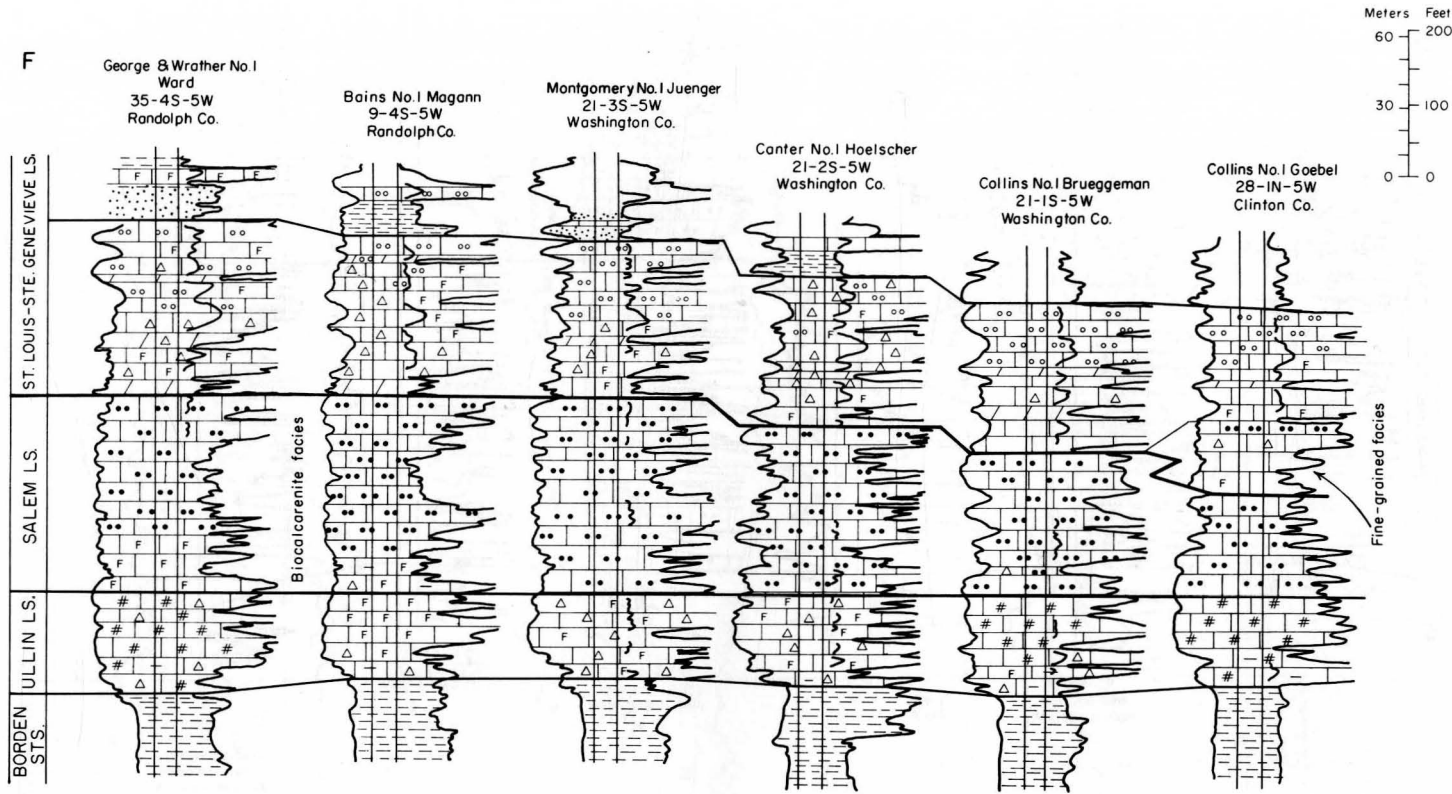 Meters Feet
60 200
30 100
0 0
F
George & Wrather No.1
Ward
35-4S-5W
Randolph Co.
Bains No.1 Magann
9-4S-5W
Randolph Co.
Montgomery No.1 Juenger
21-3S-5W
Washington Co.
Canter No.1 Hoelscher
21-2S-5W
Washington Co.
Collins No.1 Brueggeman
21-1S-5W
Washington Co.
Collins No.1 Goebel
28-1N-5W
Clinton Co.
ST. LOUIS-STE. GENEVIEVE LS.
SALEM LS.
ULLIN LS.
BORDEN
STS.
Biocalcarenite facies
Fine-grained facies